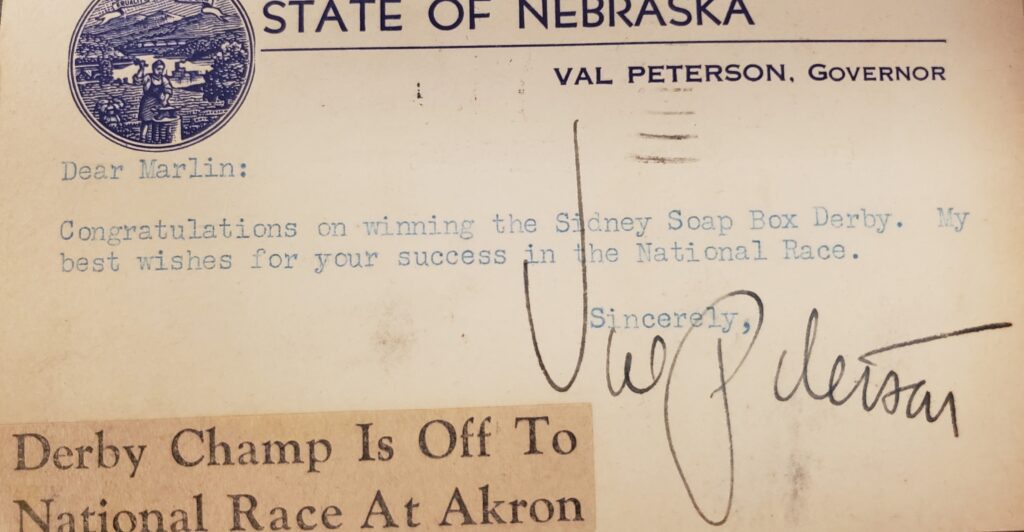 STATE OF NEBRASKA
VAL PETERSON, GOVERNOR
Dear Marlin:
Congratulations on winning the Sidney Soap Box Derby. My
best wishes for your success in the National Race.
Sincerely,
Val Peterson
Derby Champ Is Off To
National Race At Akron